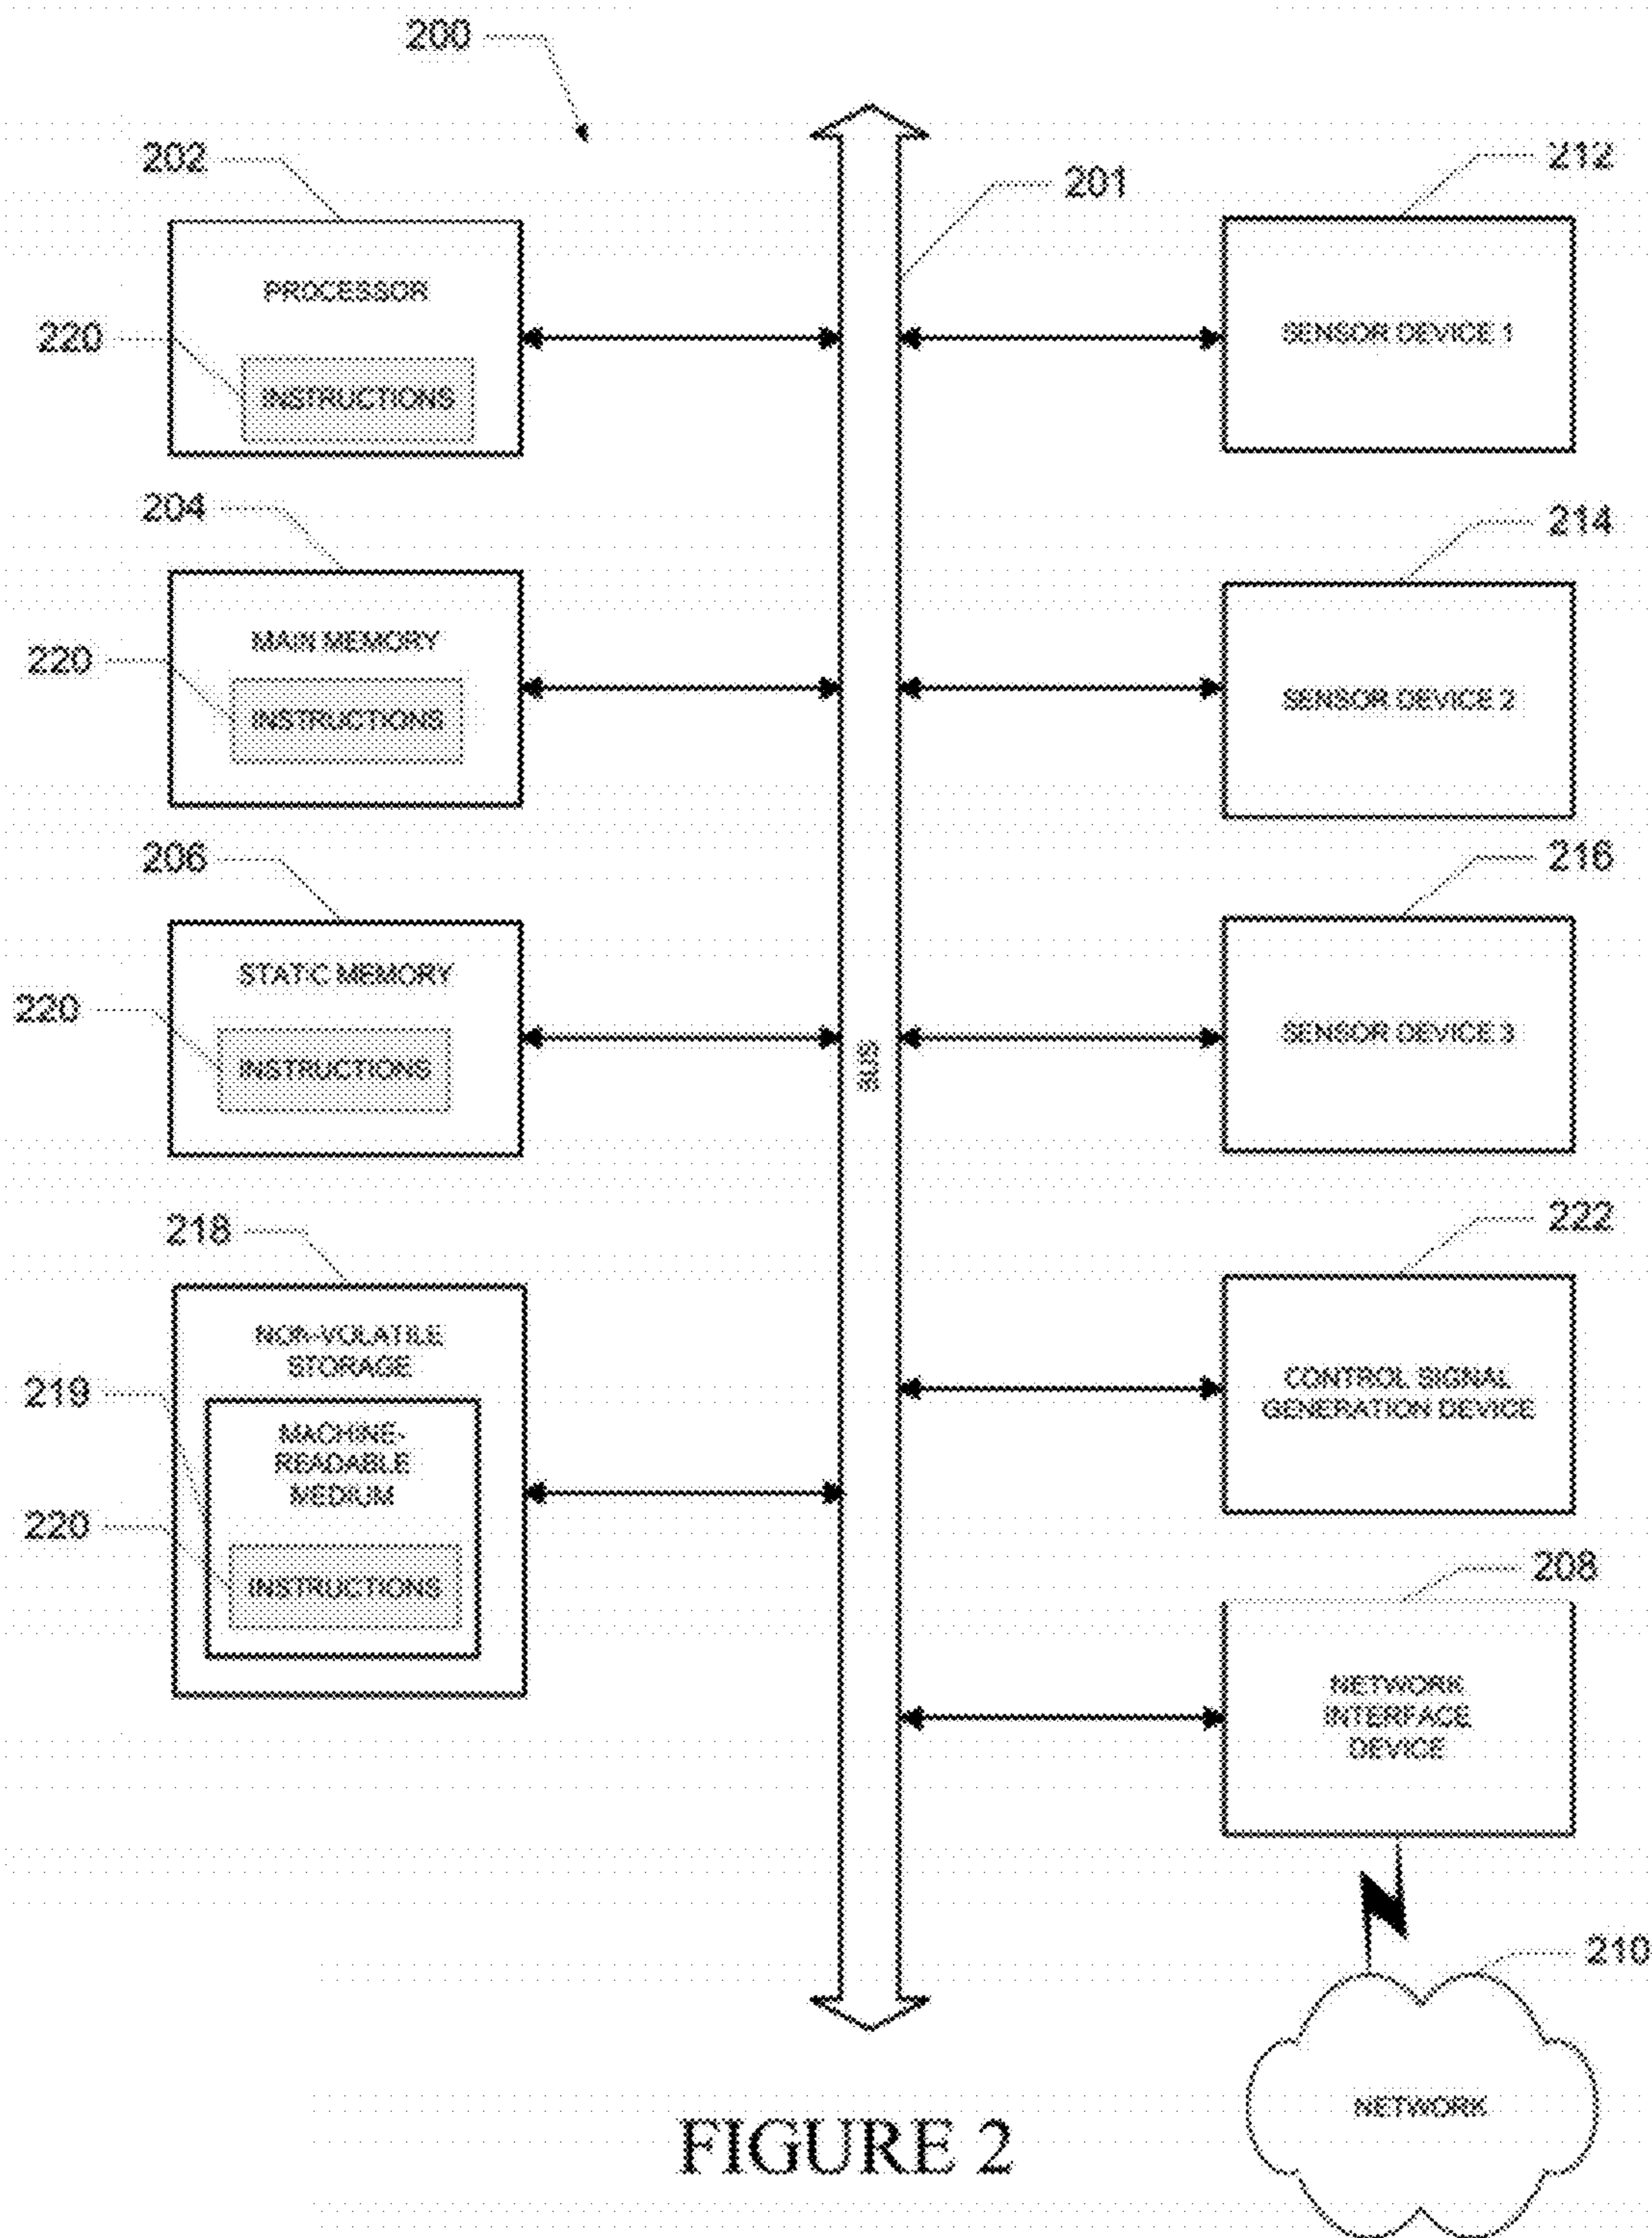 200
202
212
201
PROCESSOR
220
INSTRUCTIONS
SENSOR DEVICE 1
204
214
MAIN MEMORY
220
INSTRUCTIONS
SENSOR DEVICE 2
206
216
STATIC MEMORY
220
INSTRUCTIONS
BUS
SENSOR DEVICE 3
218
222
NON-VOLATILE
STORAGE
219
MACHINE-
READABLE
MEDIUM
220
INSTRUCTIONS
CONTROL SIGNAL
GENERATION DEVICE
208
NETWORK
INTERFACE
DEVICE
210
NETWORK
FIGURE 2